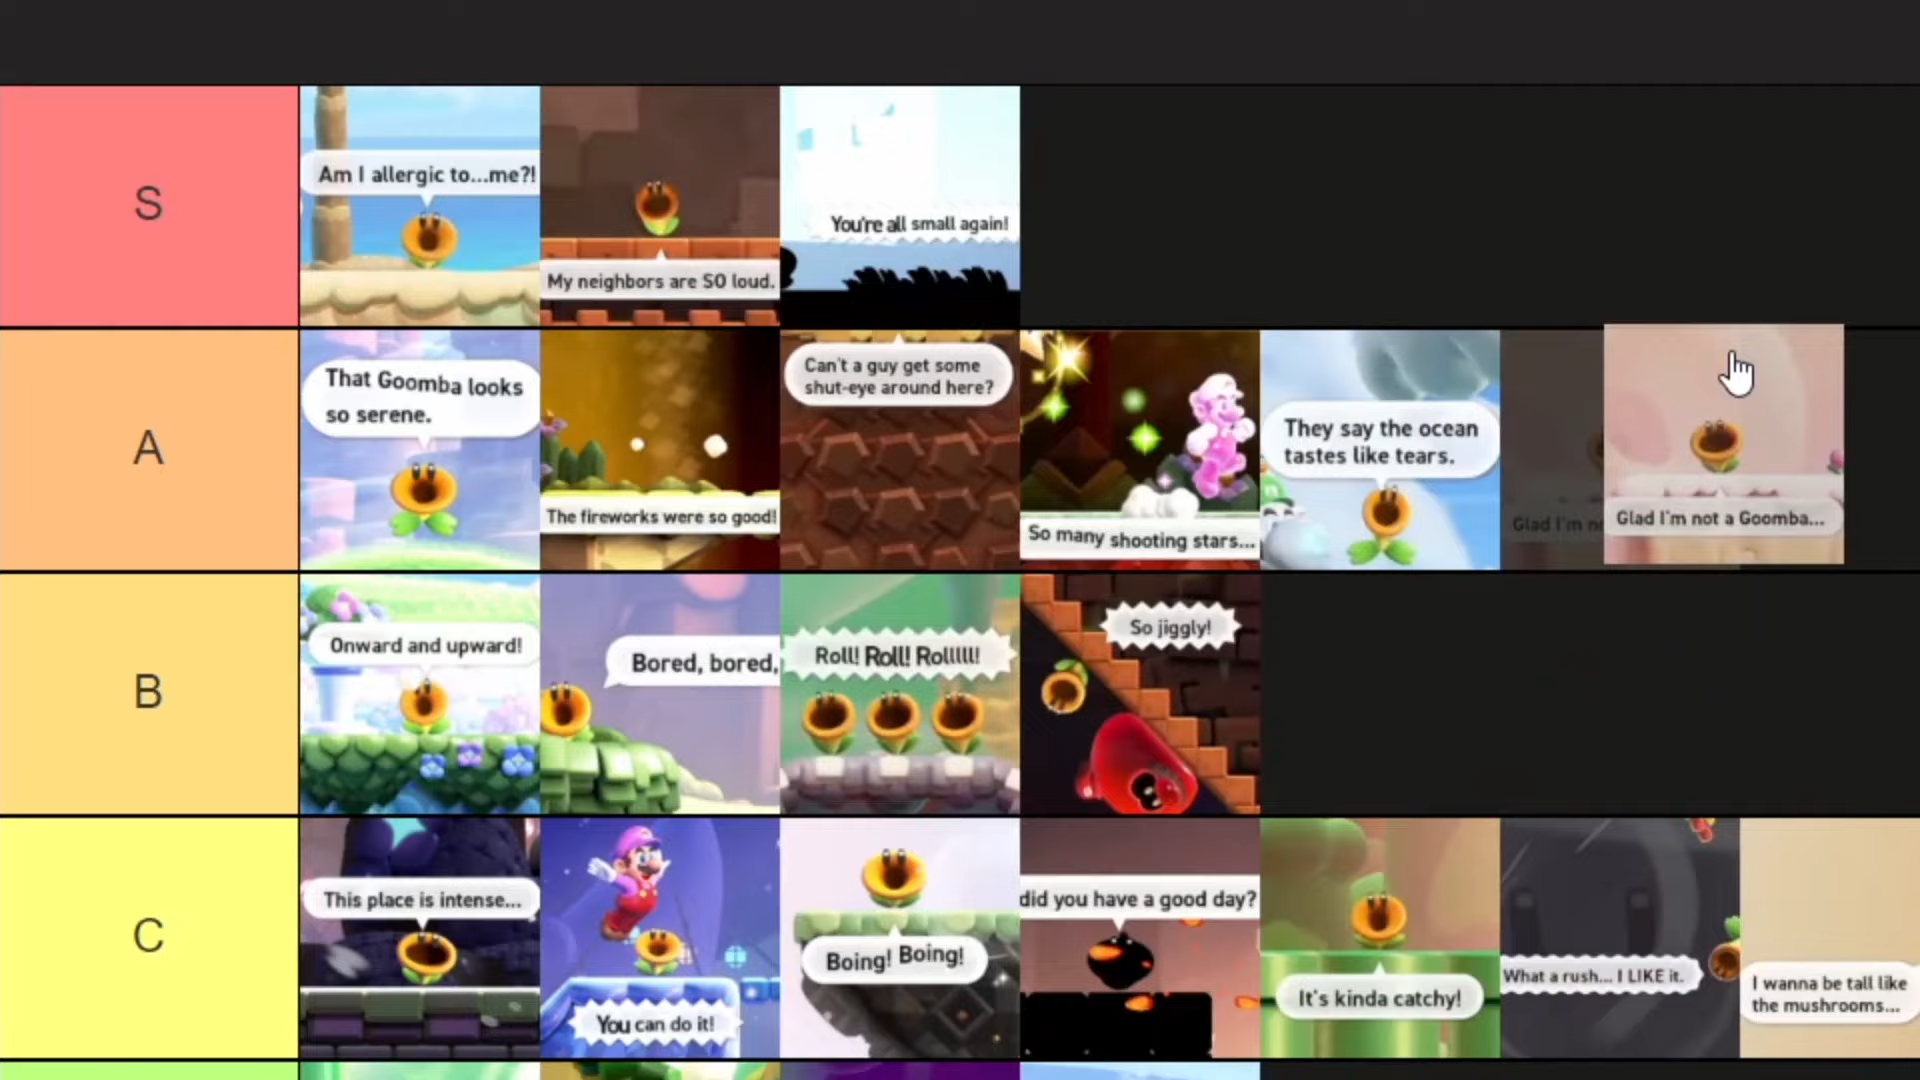 S
Am I allergic to...me?!
My neighbors are SO loud.
You're all small again!
A
That Goomba looks
so serene.
The fireworks were so good!
Can't a guy get some
shut-eye around here?
So many shooting stars...
They say the ocean
tastes like tears.
Glad I'm n
Glad I'm not a Goomba...
B
Onward and upward!
Bored, bored,
Roll! Roll! Rolllll!
So jiggly!
C
This place is intense...
You can do it!
Boing! Boing!
did you have a good day?
It's kinda catchy!
What a rush... I LIKE it.
I wanna be tall like
the mushrooms...